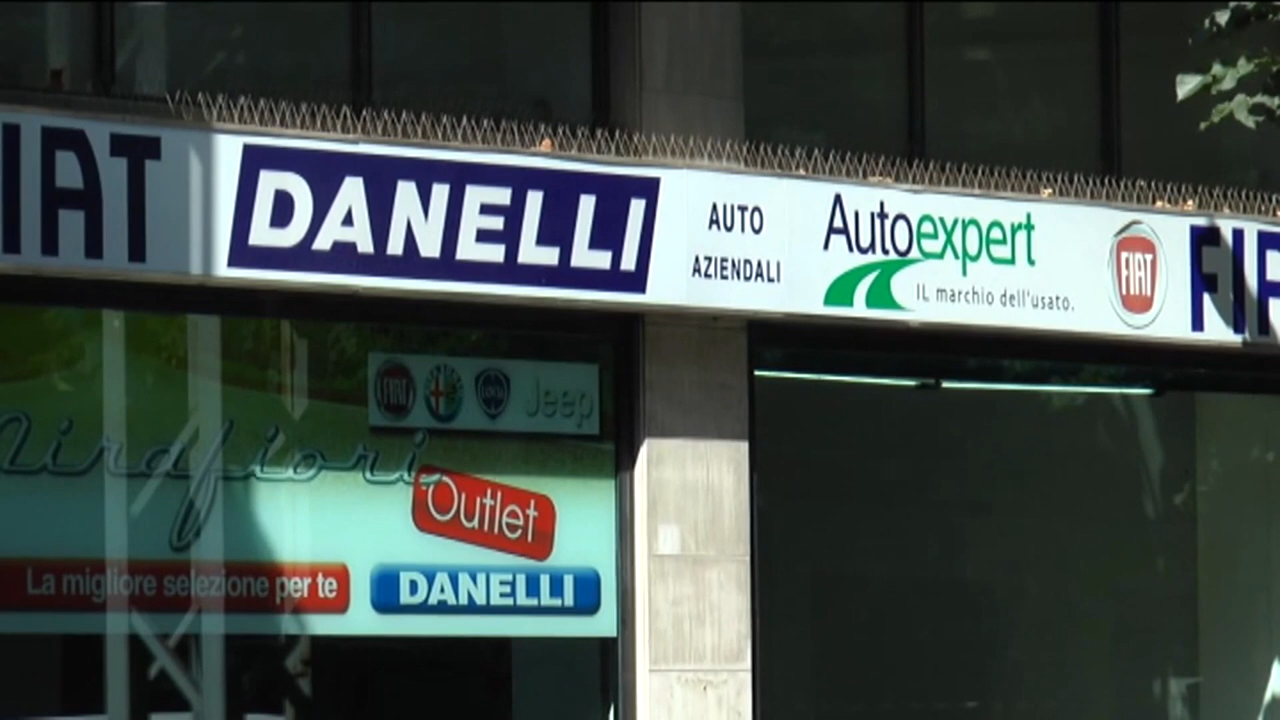 IAT
DANELLI
AUTO
AZIENDALI
Autoexpert
IL marchio dell'usato.
FIAT
FI
FIAT
Jeep
Mirafiori
Outlet
La migliore selezione per te
DANELLI